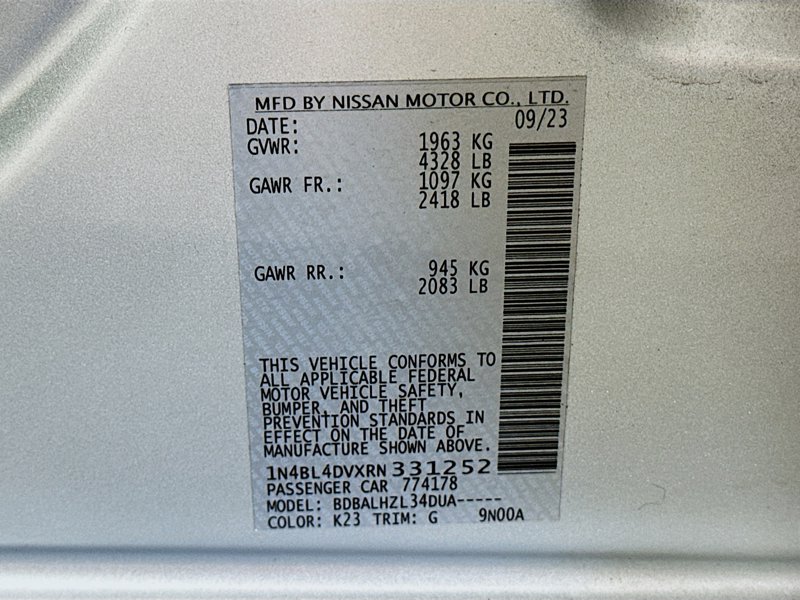 MFD BY NISSAN MOTOR CO., LTD.
DATE: 09/23
GVWR: 1963 KG
4328 LB
GAWR FR.: 1097 KG
2418 LB
GAWR RR.: 945 KG
2083 LB
THIS VEHICLE CONFORMS TO
ALL APPLICABLE FEDERAL
MOTOR VEHICLE SAFETY,
BUMPER, AND THEFT
PREVENTION STANDARDS IN
EFFECT ON THE DATE OF
MANUFACTURE SHOWN ABOVE.
1N4BL4DVXRN331252
PASSENGER CAR 774178
MODEL: BDBALHZL34DUA-----
COLOR: K23 TRIM: G 9N00A